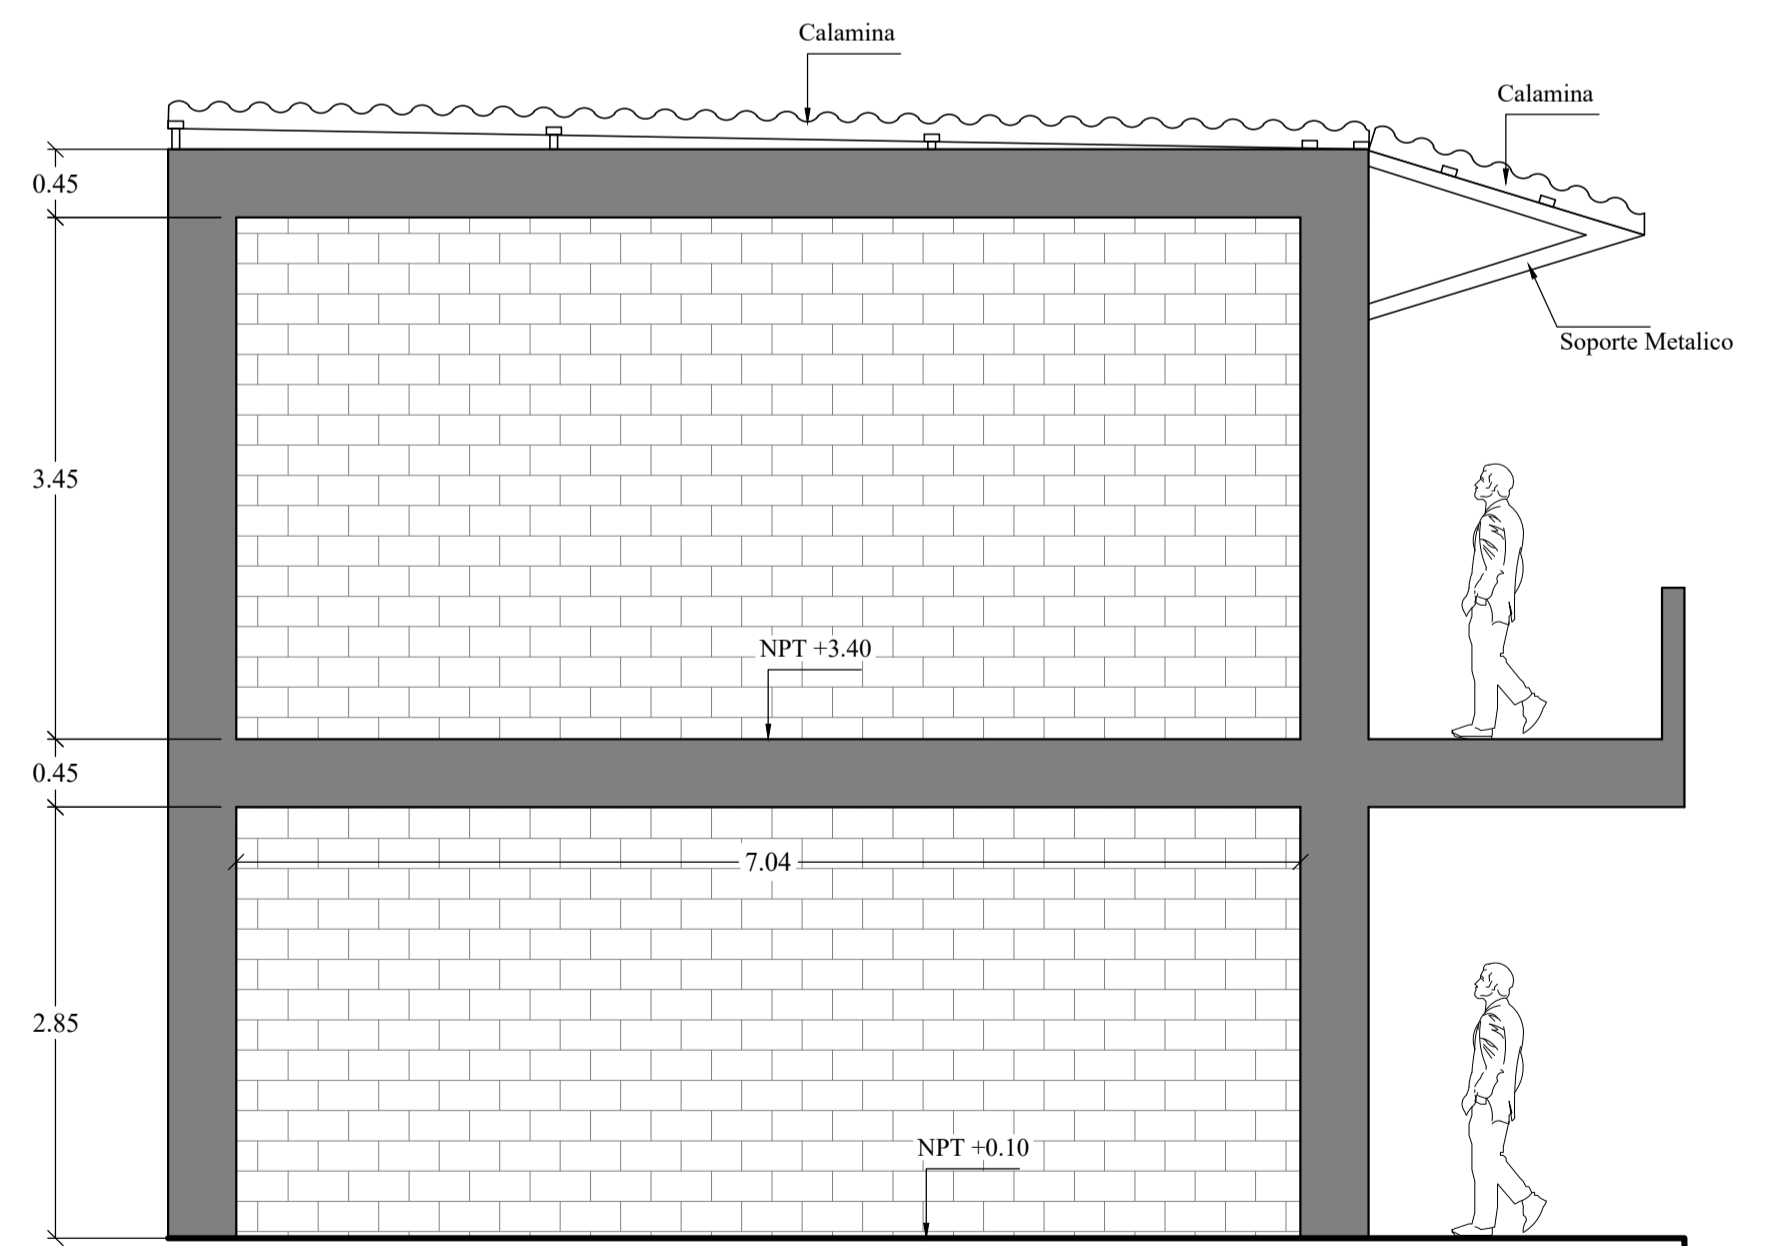 Calamina
Calamina
0.45
Soporte Metalico
3.45
NPT +3.40
0.45
7.04
2.85
NPT +0.10